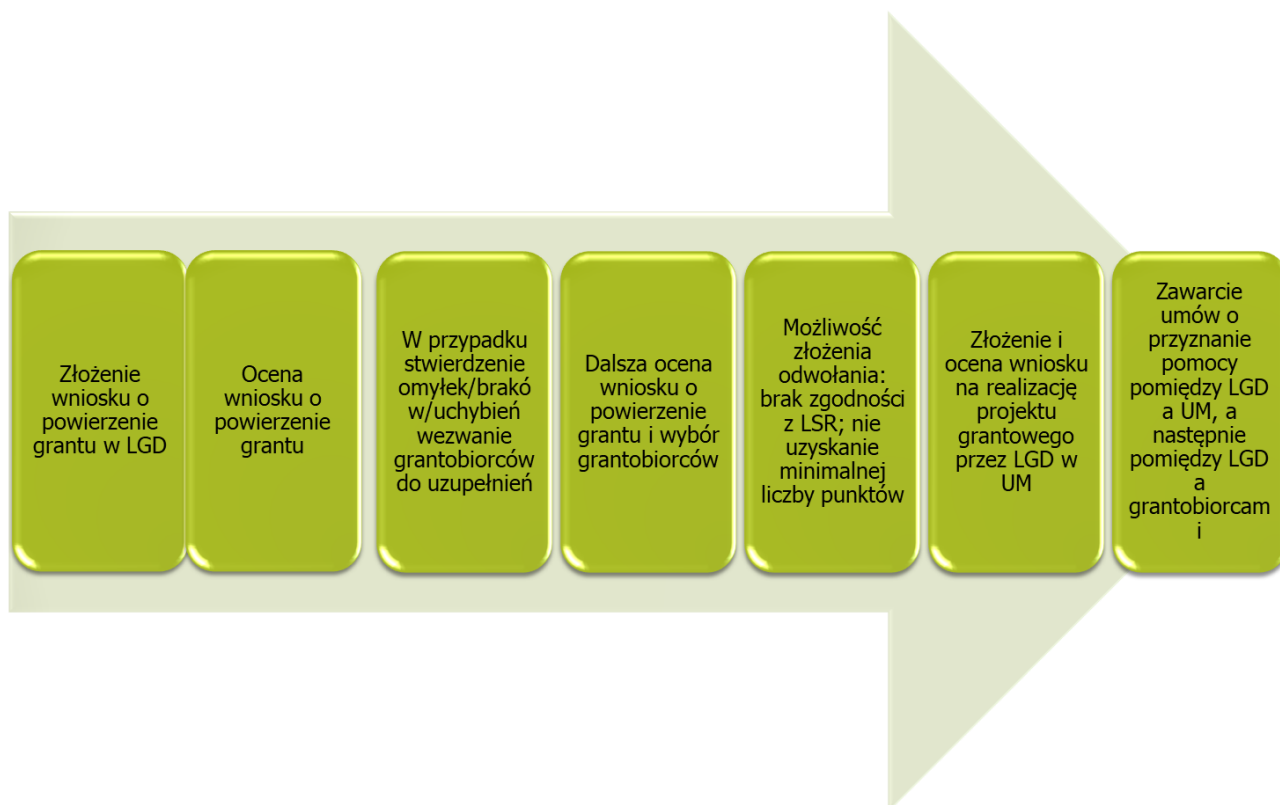 Złożenie
wniosku o
powierzenie
grantu w LGD
Ocena
wniosku o
powierzenie
grantu
W przypadku
stwierdzenie
omyłek/brakó
w/uchybień
wezwanie
grantobiorców
do uzupełnień
Dalsza ocena
wniosku o
powierzenie
grantu i wybór
grantobiorców
Możliwość
złożenia
odwołania:
brak zgodności
z LSR; nie
uzyskanie
minimalnej
liczby punktów
Złożenie i
ocena wniosku
na realizację
projektu
grantowego
przez LGD w
UM
Zawarcie
umów o
przyznanie
pomocy
pomiędzy LGD
a UM, a
następnie
pomiędzy LGD
a
grantobiorcam
i